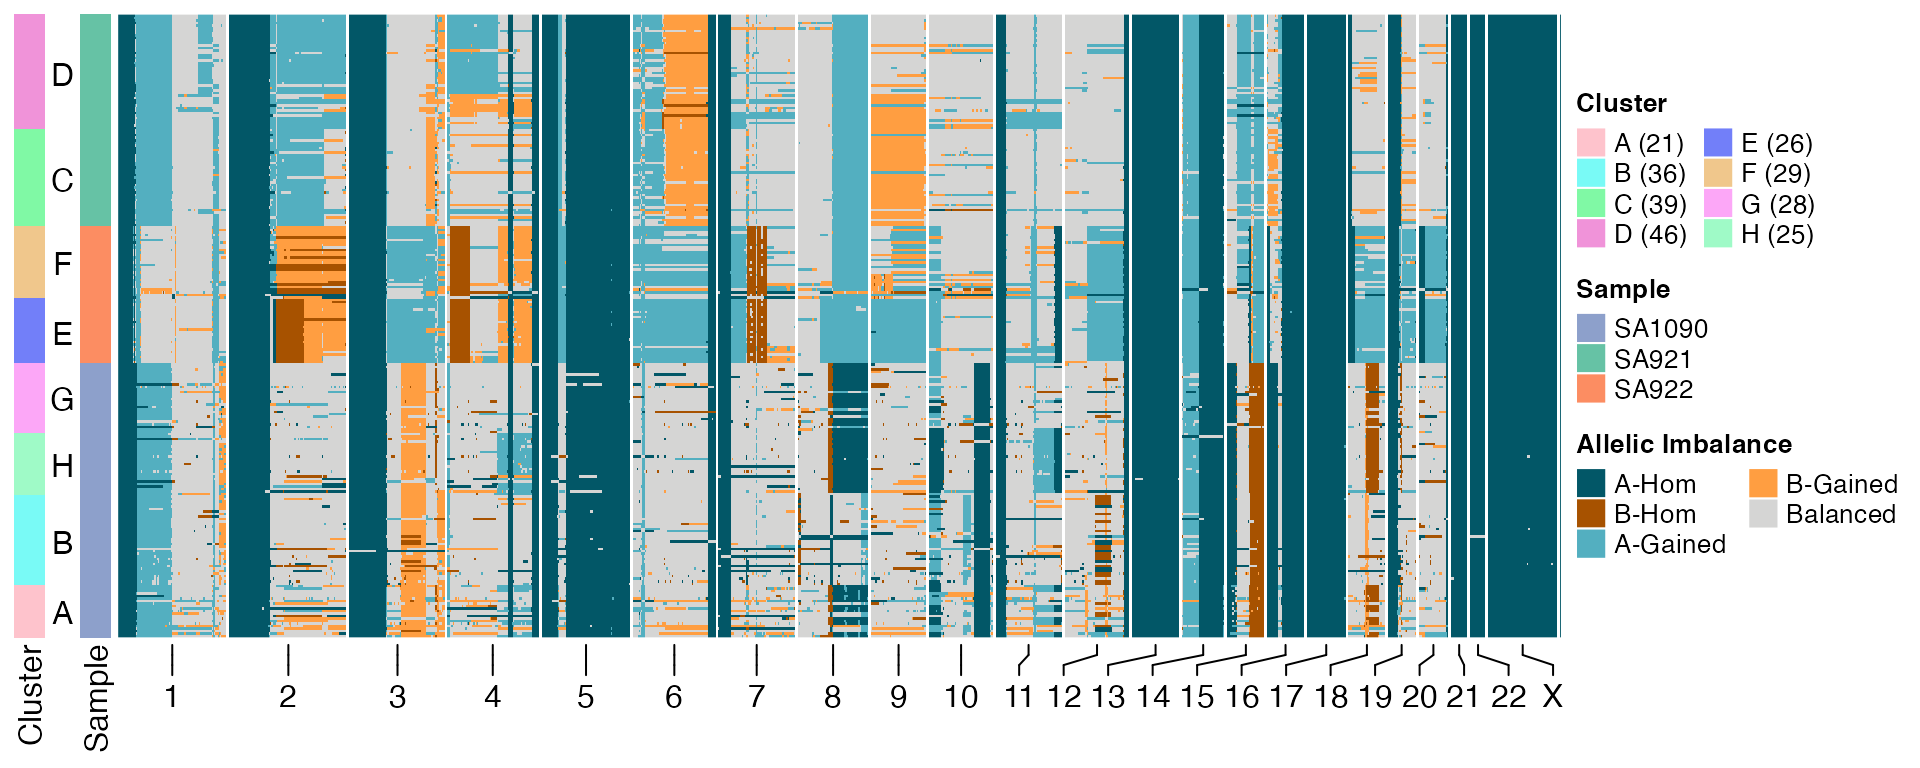 D
C
F
E
G
H
B
A
Cluster
Sample
1 2 3 4 5 6 7 8 9 10 11 12 13 14 15 16 17 18 19 20 21 22 X
Cluster
A (21) E (26)
B (36) F (29)
C (39) G (28)
D (46) H (25)
Sample
SA1090
SA921
SA922
Allelic Imbalance
A-Hom B-Gained
B-Hom Balanced
A-Gained